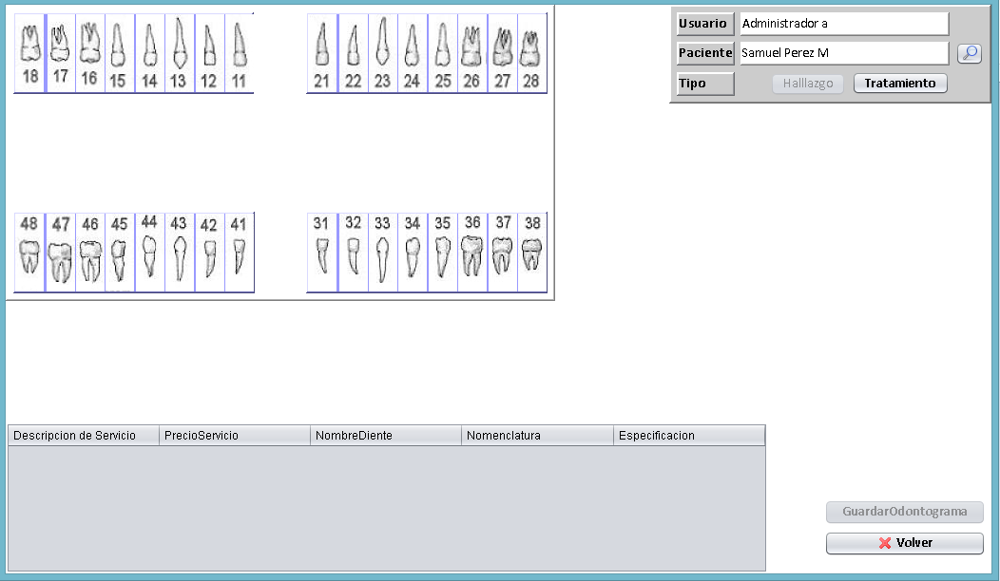 18 17 16 15 14 13 12 11 21 22 23 24 25 26 27 28
Usuario Administrador a
Paciente Samuel Perez M
Tipo Halllazgo Tratamiento
48 47 46 45 44 43 42 41 31 32 33 34 35 36 37 38
Descripcion de Servicio PrecioServicio NombreDiente Nomenclatura Especificacion
GuardarOdontograma
Volver